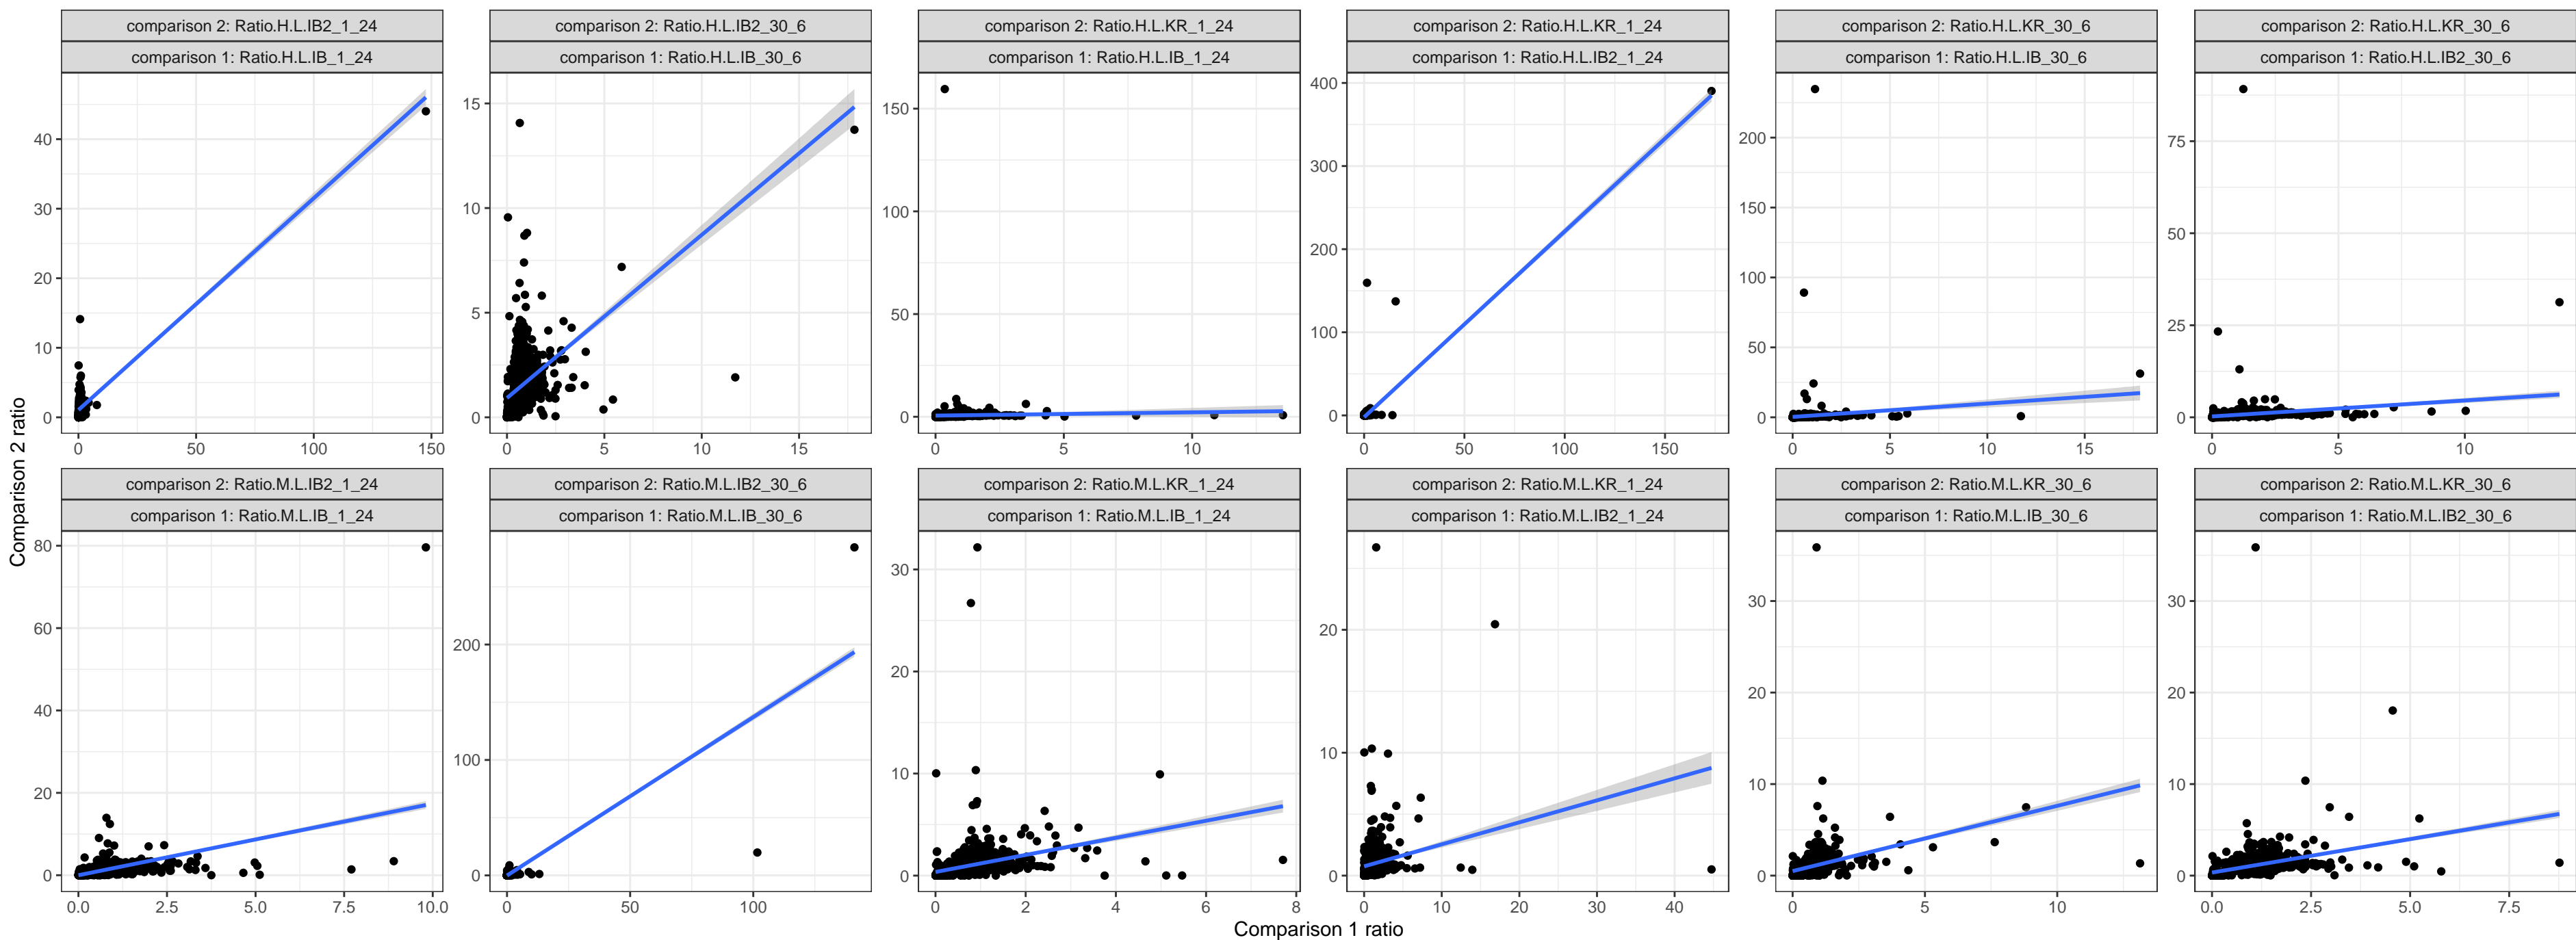 comparison 2: Ratio.H.L.IB2_1_24
comparison 1: Ratio.H.L.IB_1_24
comparison 2: Ratio.H.L.IB2_30_6
comparison 1: Ratio.H.L.IB_30_6
comparison 2: Ratio.H.L.KR_1_24
comparison 1: Ratio.H.L.IB_1_24
comparison 2: Ratio.H.L.KR_1_24
comparison 1: Ratio.H.L.IB2_1_24
comparison 2: Ratio.H.L.KR_30_6
comparison 1: Ratio.H.L.IB_30_6
comparison 2: Ratio.H.L.KR_30_6
comparison 1: Ratio.H.L.IB2_30_6
40
30
20
10
0
0 50 100 150
15
10
5
0
0 5 10 15
150
100
50
0
0 5 10
400
300
200
100
0
0 50 100 150
200
150
100
50
0
0 5 10 15
75
50
25
0
0 5 10
comparison 2: Ratio.M.L.IB2_1_24
comparison 1: Ratio.M.L.IB_1_24
comparison 2: Ratio.M.L.IB2_30_6
comparison 1: Ratio.M.L.IB_30_6
comparison 2: Ratio.M.L.KR_1_24
comparison 1: Ratio.M.L.IB_1_24
comparison 2: Ratio.M.L.KR_1_24
comparison 1: Ratio.M.L.IB2_1_24
comparison 2: Ratio.M.L.KR_30_6
comparison 1: Ratio.M.L.IB_30_6
comparison 2: Ratio.M.L.KR_30_6
comparison 1: Ratio.M.L.IB2_30_6
80
60
40
20
0
0.0 2.5 5.0 7.5 10.0
200
100
0
0 50 100
30
20
10
0
0 2 4 6 8
20
10
0
0 10 20 30 40
30
20
10
0
0 5 10
30
20
10
0
0.0 2.5 5.0 7.5
Comparison 2 ratio
Comparison 1 ratio